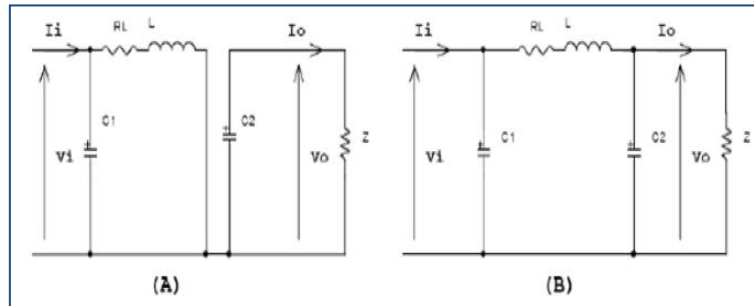 Ii RL L Io
C1 C2
Vi Vo Z
(A)
Ii RL L Io
C1 C2
Vi Vo Z
(B)